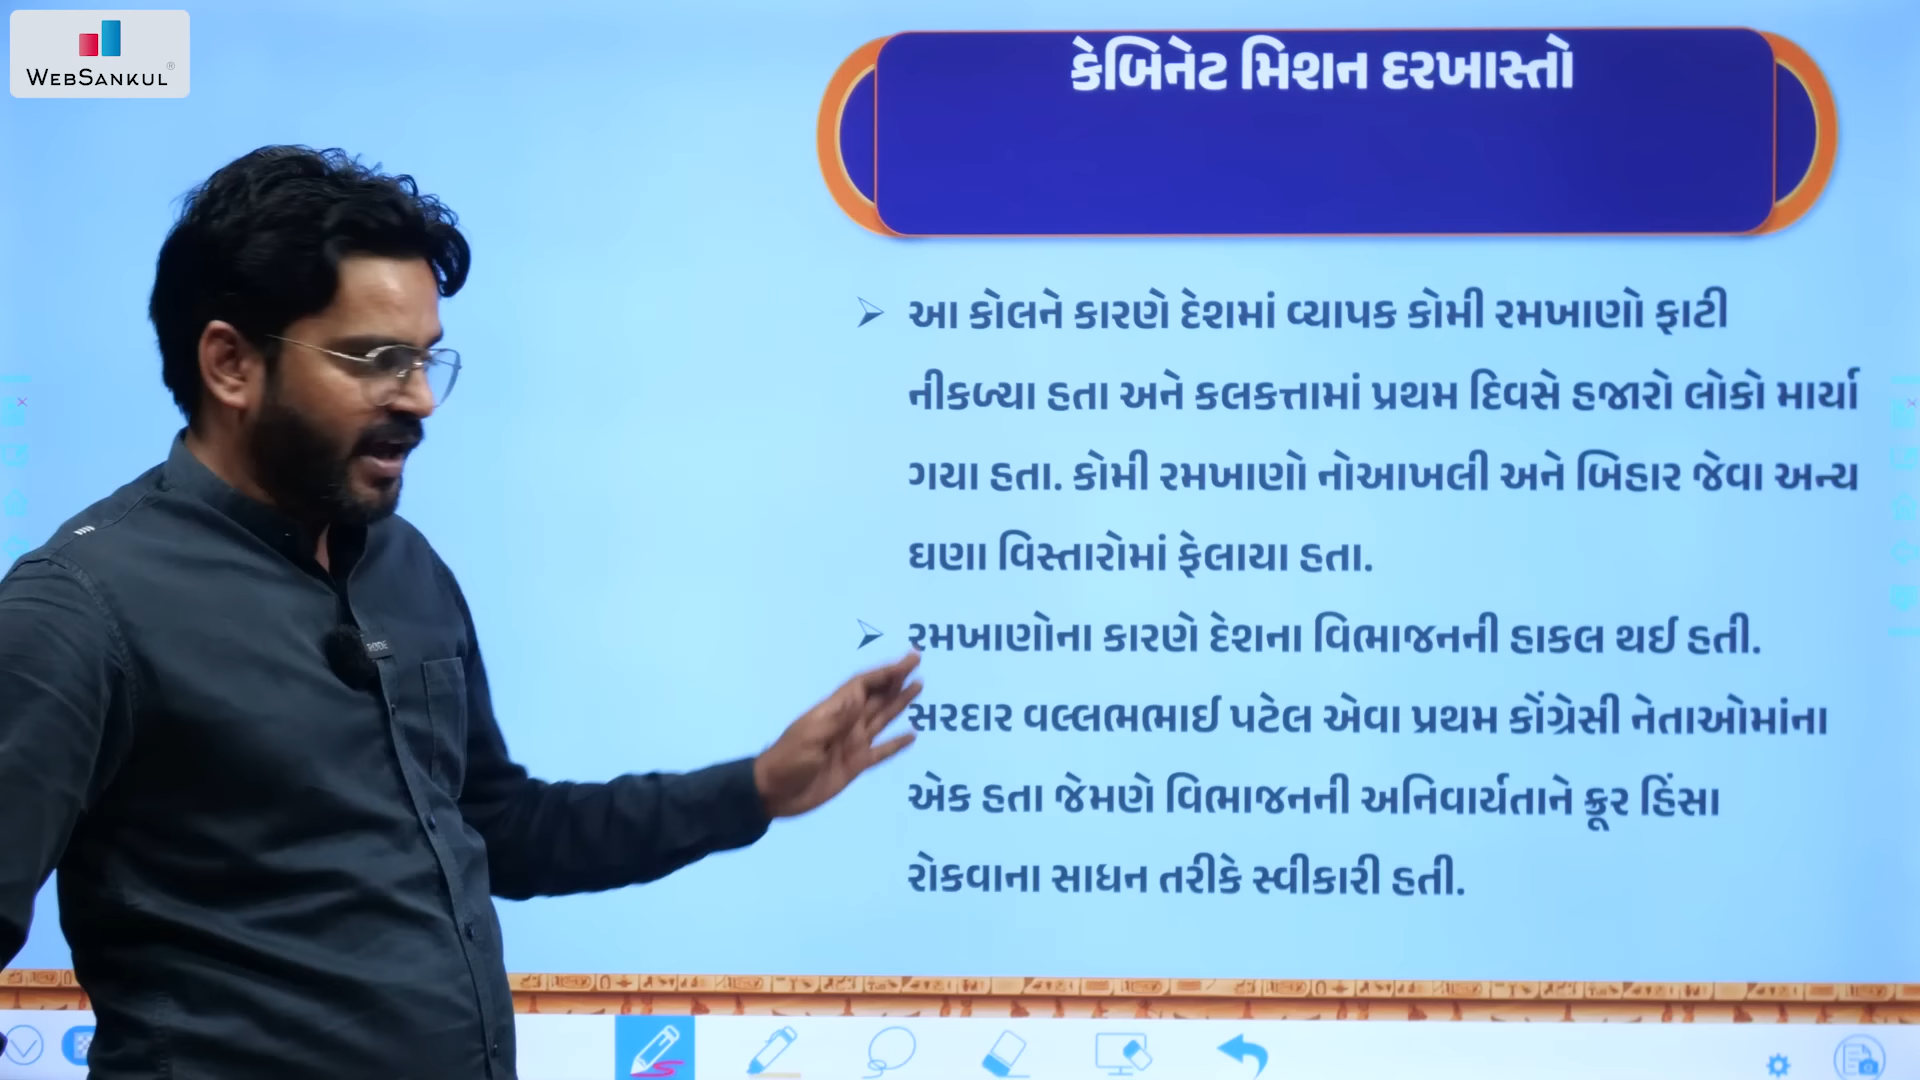 WEBSANKUL
કેબિનેટ મિશન દરખાસ્તો
આ કોલને કારણે દેશમાં વ્યાપક કોમી રમખાણો ફાટી
નીકળ્યા હતા અને કલકત્તામાં પ્રથમ દિવસે હજારો લોકો માર્યા
ગયા હતા. કોમી રમખાણો નોઆખલી અને બિહાર જેવા અન્ય
ઘણા વિસ્તારોમાં ફેલાયા હતા.
રમખાણોના કારણે દેશના વિભાજનની હાકલ થઈ હતી.
સરદાર વલ્લભભાઈ પટેલ એવા પ્રથમ કોંગ્રેસી નેતાઓમાંના
એક હતા જેમણે વિભાજનની અનિવાર્યતાને ક્રૂર હિંસા
રોકવાના સાધન તરીકે સ્વીકારી હતી.
RODE